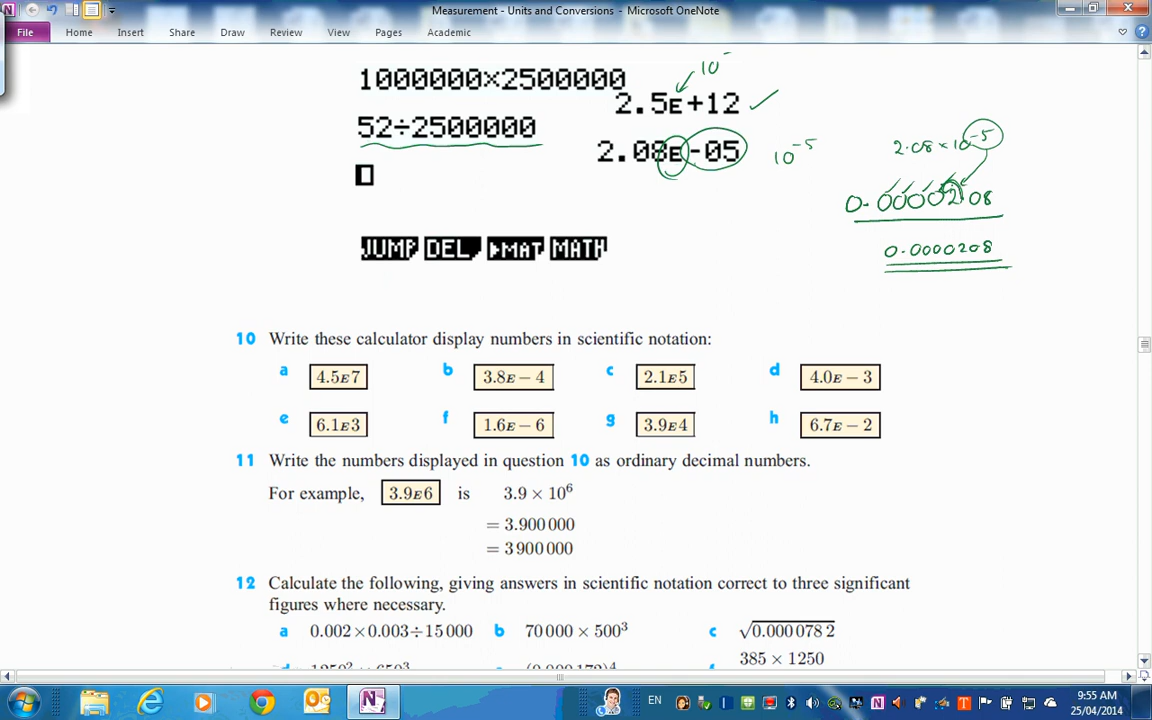 Measurement - Units and Conversions - Microsoft OneNote
File Home Insert Share Draw Review View Pages Academic
1000000×2500000
10⁻
2.5E+12
52÷2500000
2.08E-05
10⁻⁵
2.08×10⁻⁵
0.0000208
0.0000208
JUMP DEL ▶MAT MATH
10 Write these calculator display numbers in scientific notation:
a 4.5E7 b 3.8E – 4 c 2.1E5 d 4.0E – 3
e 6.1E3 f 1.6E – 6 g 3.9E4 h 6.7E – 2
11 Write the numbers displayed in question 10 as ordinary decimal numbers.
For example, 3.9E6 is 3.9 × 10⁶
= 3.900 000
= 3 900 000
12 Calculate the following, giving answers in scientific notation correct to three significant
figures where necessary.
a 0.002 × 0.003 ÷ 15 000 b 70 000 × 500³ c √0.000 078 2
385 × 1250
EN
9:55 AM
25/04/2014